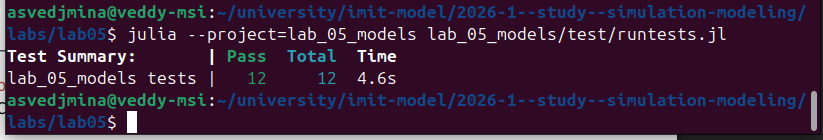 asvedjmina@veddy-msi:~/university/imit-model/2026-1--study--simulation-modeling/
labs/lab05$ julia --project=lab_05_models lab_05_models/test/runtests.jl
Test Summary:        | Pass  Total  Time
lab_05_models tests |   12     12  4.6s
asvedjmina@veddy-msi:~/university/imit-model/2026-1--study--simulation-modeling/
labs/lab05$